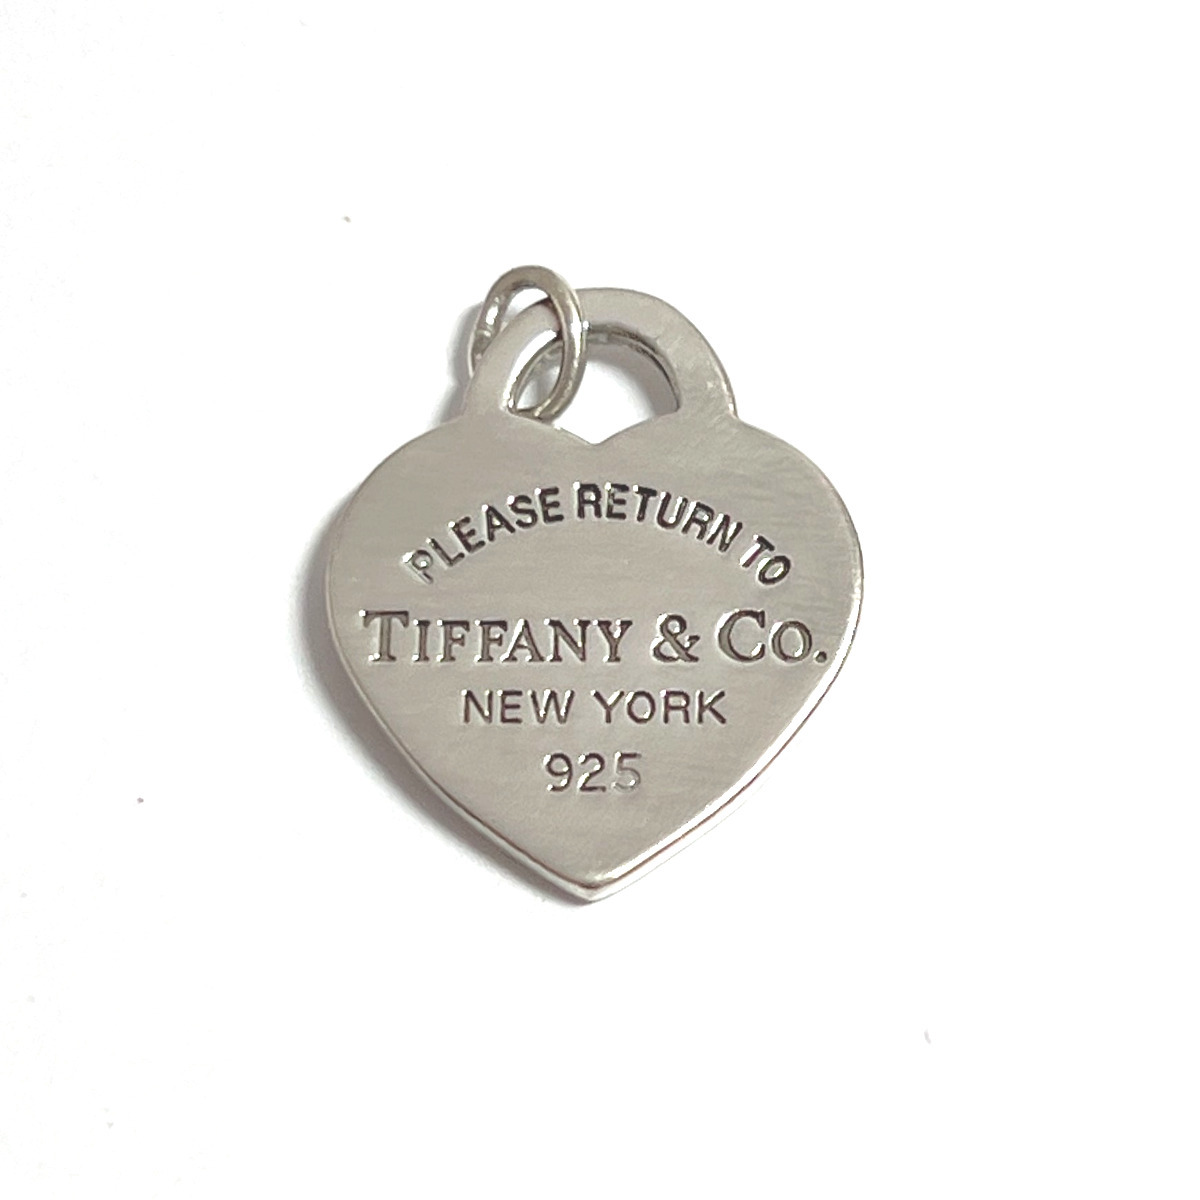 PLEASE RETURN TO
TIFFANY & CO.
NEW YORK
925